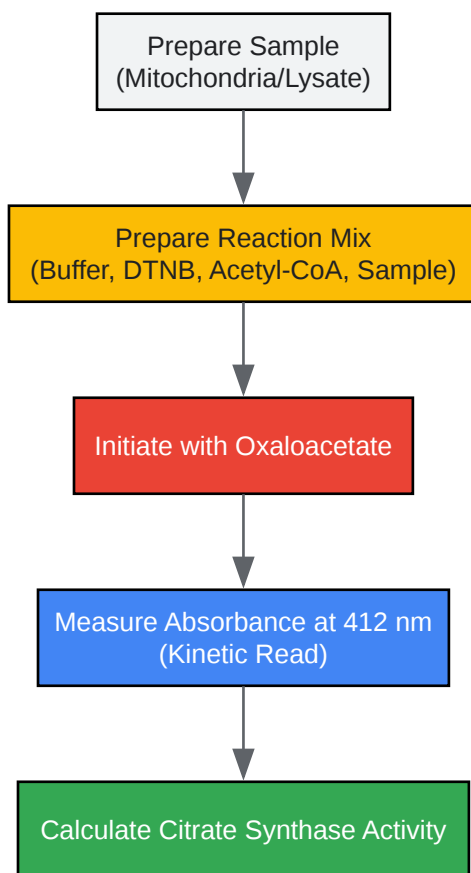 Prepare Sample
(Mitochondria/Lysate)
Prepare Reaction Mix
(Buffer, DTNB, Acetyl-CoA, Sample)
Initiate with Oxaloacetate
Measure Absorbance at 412 nm
(Kinetic Read)
Calculate Citrate Synthase Activity